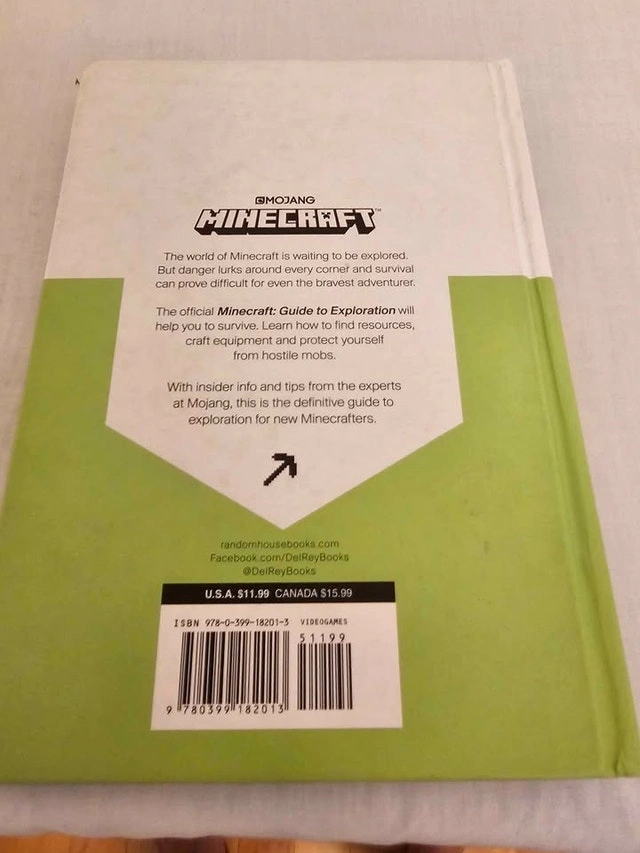 MOJANG
MINECRAFT™
The world of Minecraft is waiting to be explored.
But danger lurks around every corner and survival
can prove difficult for even the bravest adventurer.
The official Minecraft: Guide to Exploration will
help you to survive. Learn how to find resources,
craft equipment and protect yourself
from hostile mobs.
With insider info and tips from the experts
at Mojang, this is the definitive guide to
exploration for new Minecrafters.
randomhousebooks.com
Facebook.com/DelReyBooks
@DelReyBooks
U.S.A. $11.99 CANADA $15.99
ISBN 978-0-399-18201-3 VIDEOGAMES
51199
9 780399 182013